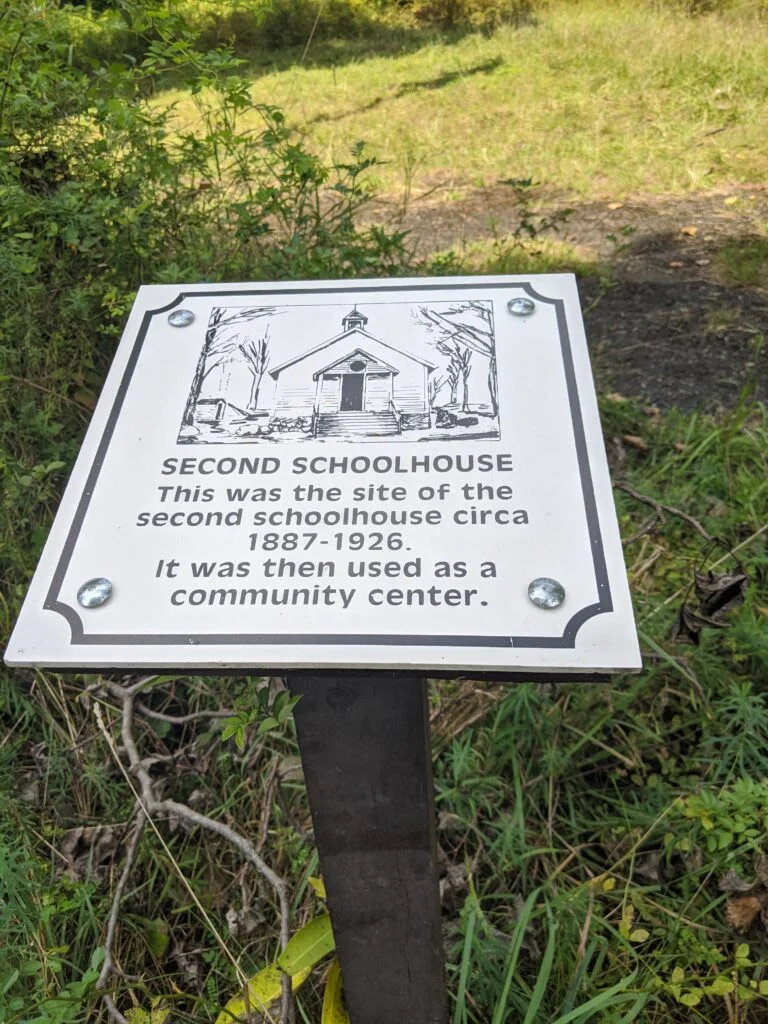 SECOND SCHOOLHOUSE
This was the site of the
second schoolhouse circa
1887-1926.
It was then used as a
community center.